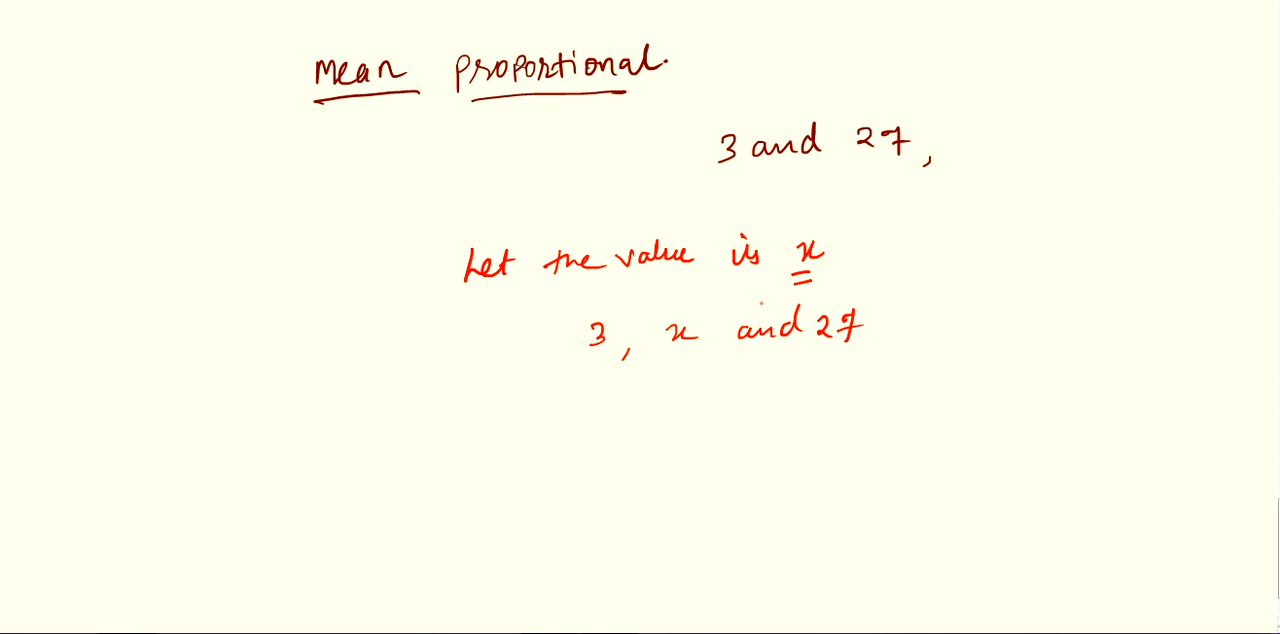 Mean proportional.
3 and 27,
Let the value is x
3, x and 27